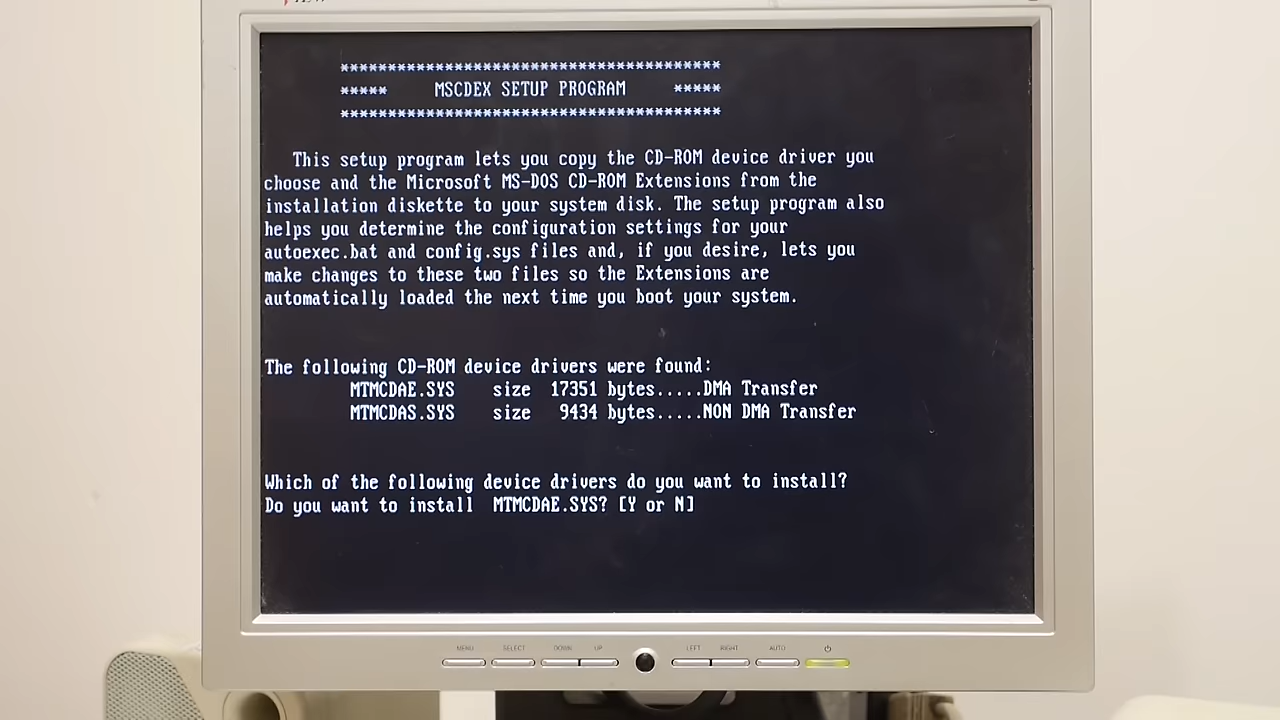 ****************************************
***** MSCDEX SETUP PROGRAM *****
****************************************
This setup program lets you copy the CD-ROM device driver you
choose and the Microsoft MS-DOS CD-ROM Extensions from the
installation diskette to your system disk. The setup program also
helps you determine the configuration settings for your
autoexec.bat and config.sys files and, if you desire, lets you
make changes to these two files so the Extensions are
automatically loaded the next time you boot your system.
The following CD-ROM device drivers were found:
MTMCDAE.SYS size 17351 bytes.....DMA Transfer
MTMCDAS.SYS size 9434 bytes.....NON DMA Transfer
Which of the following device drivers do you want to install?
Do you want to install MTMCDAE.SYS? [Y or N]
MENU SELECT DOWN UP LEFT RIGHT AUTO